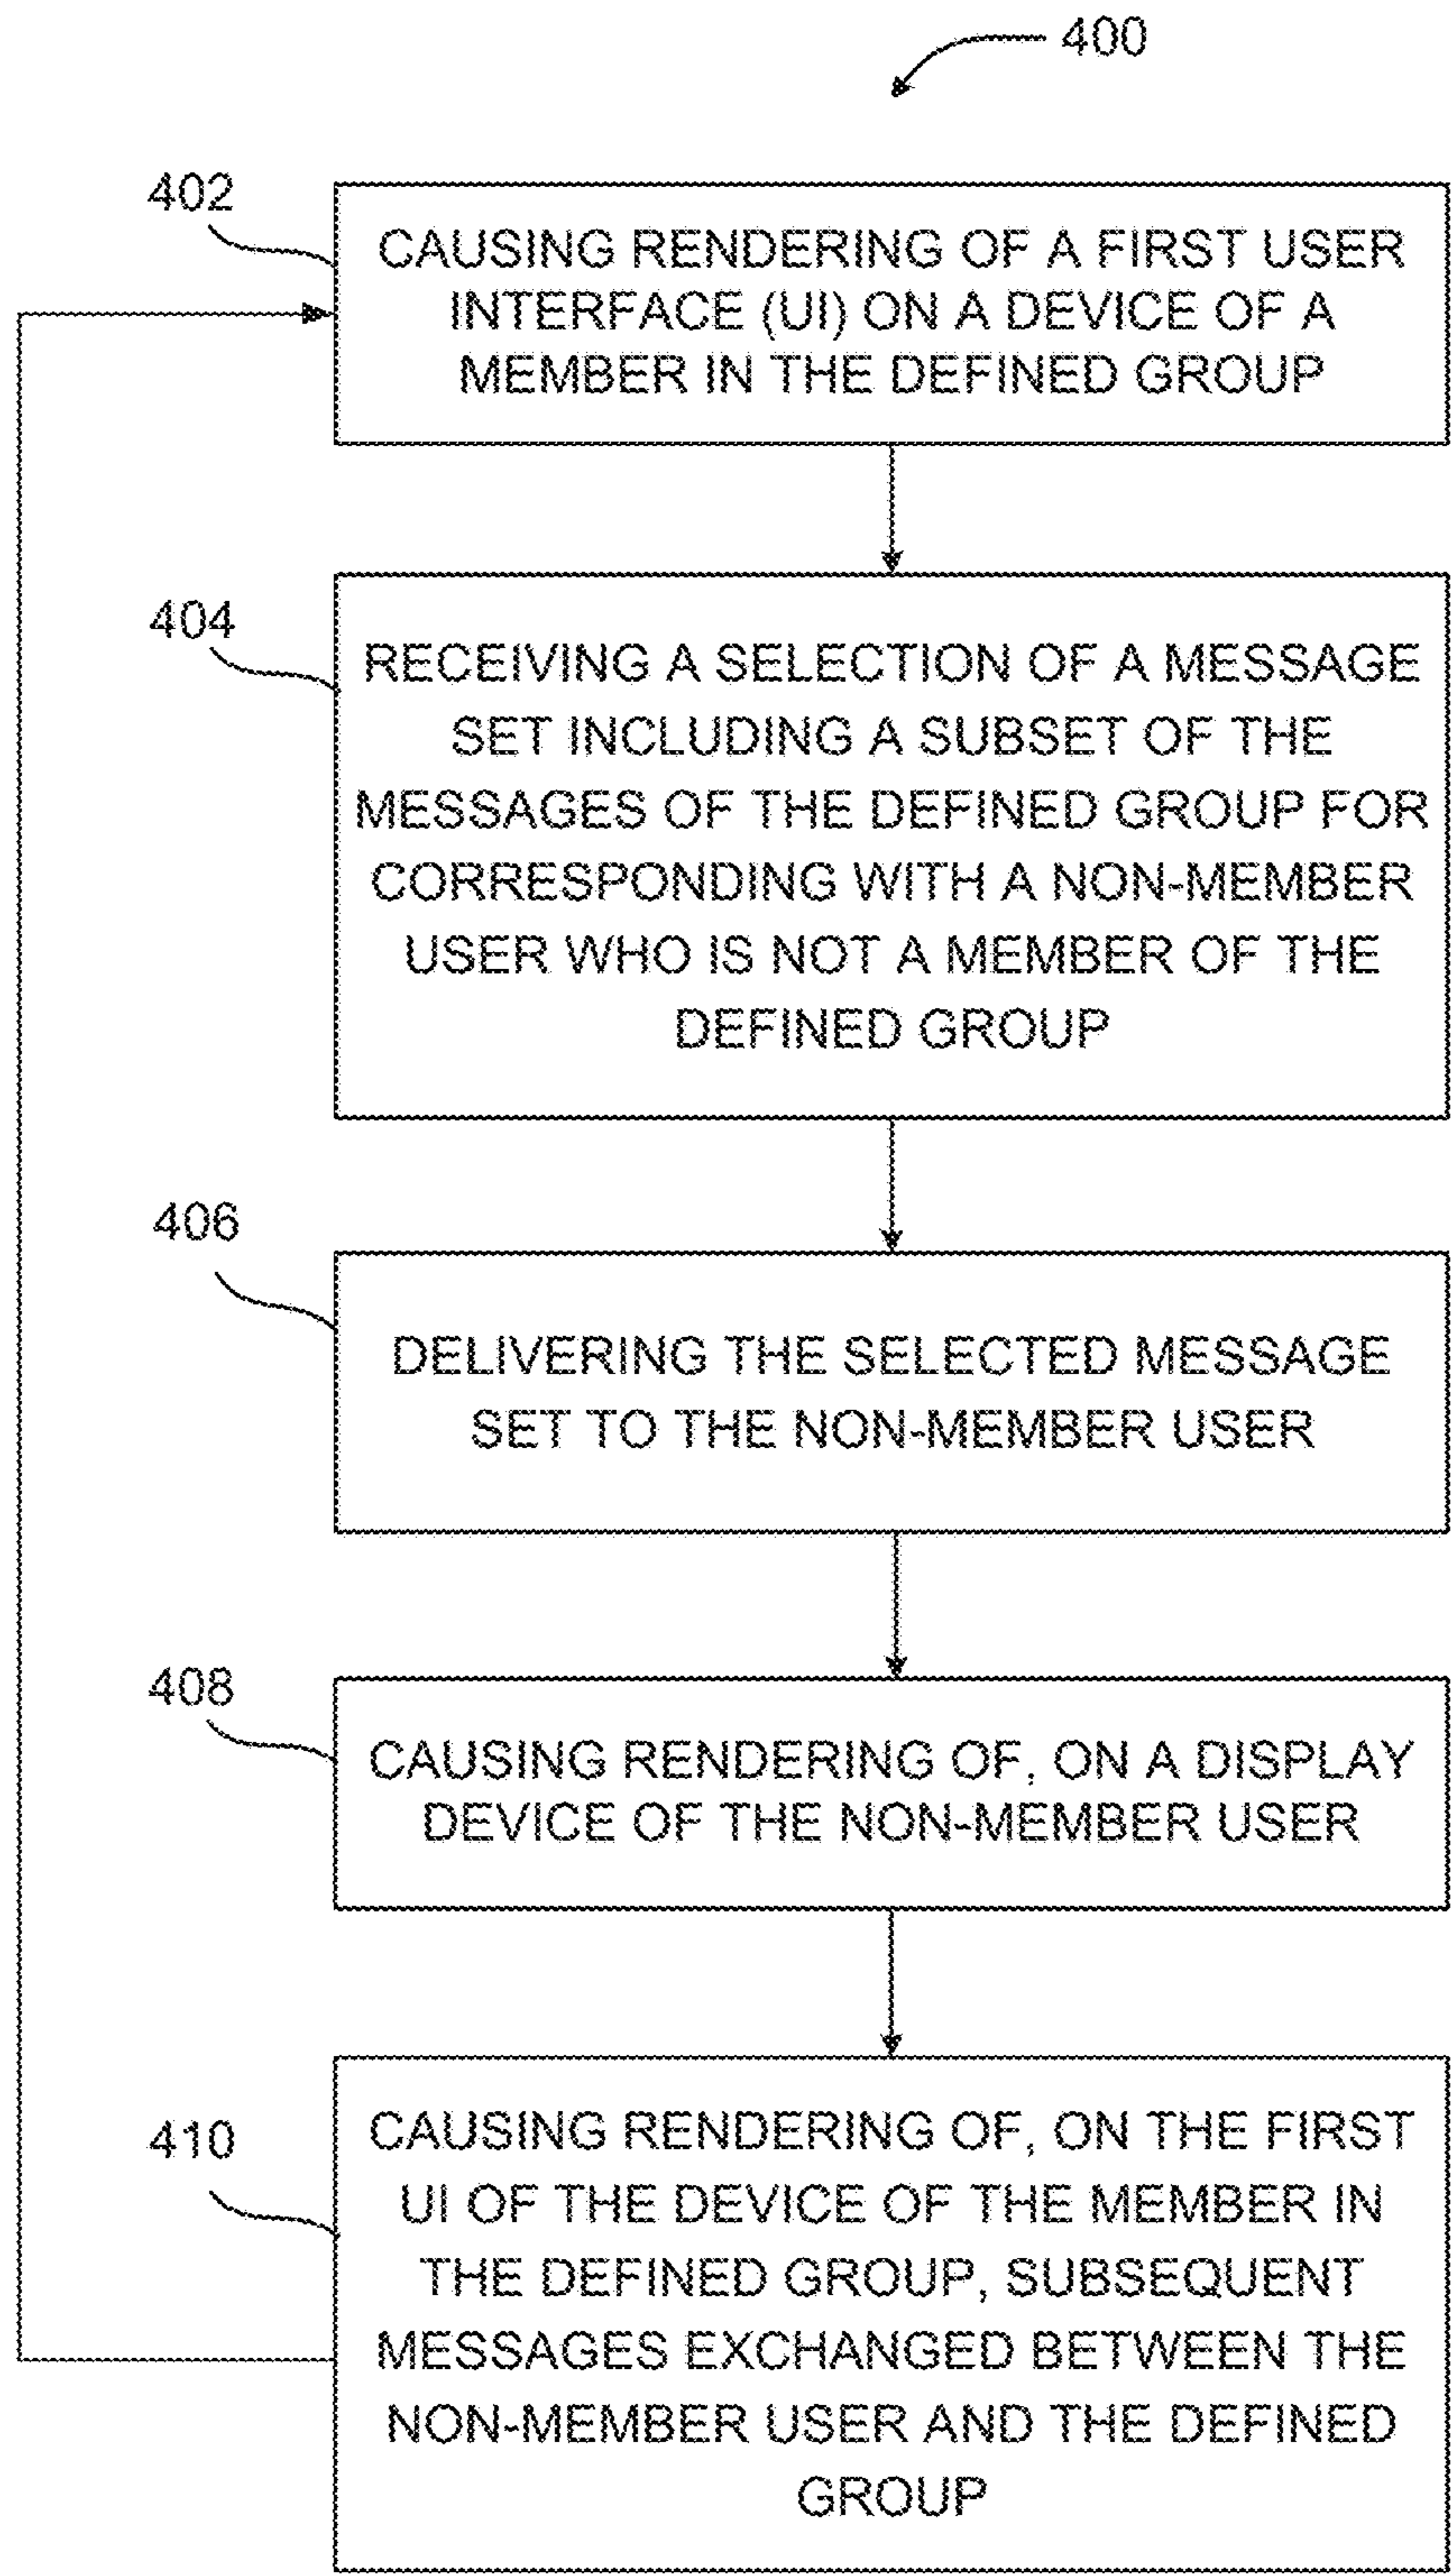 400
402
CAUSING RENDERING OF A FIRST USER
INTERFACE (UI) ON A DEVICE OF A
MEMBER IN THE DEFINED GROUP
404
RECEIVING A SELECTION OF A MESSAGE
SET INCLUDING A SUBSET OF THE
MESSAGES OF THE DEFINED GROUP FOR
CORRESPONDING WITH A NON-MEMBER
USER WHO IS NOT A MEMBER OF THE
DEFINED GROUP
406
DELIVERING THE SELECTED MESSAGE
SET TO THE NON-MEMBER USER
408
CAUSING RENDERING OF, ON A DISPLAY
DEVICE OF THE NON-MEMBER USER
410
CAUSING RENDERING OF, ON THE FIRST
UI OF THE DEVICE OF THE MEMBER IN
THE DEFINED GROUP, SUBSEQUENT
MESSAGES EXCHANGED BETWEEN THE
NON-MEMBER USER AND THE DEFINED
GROUP